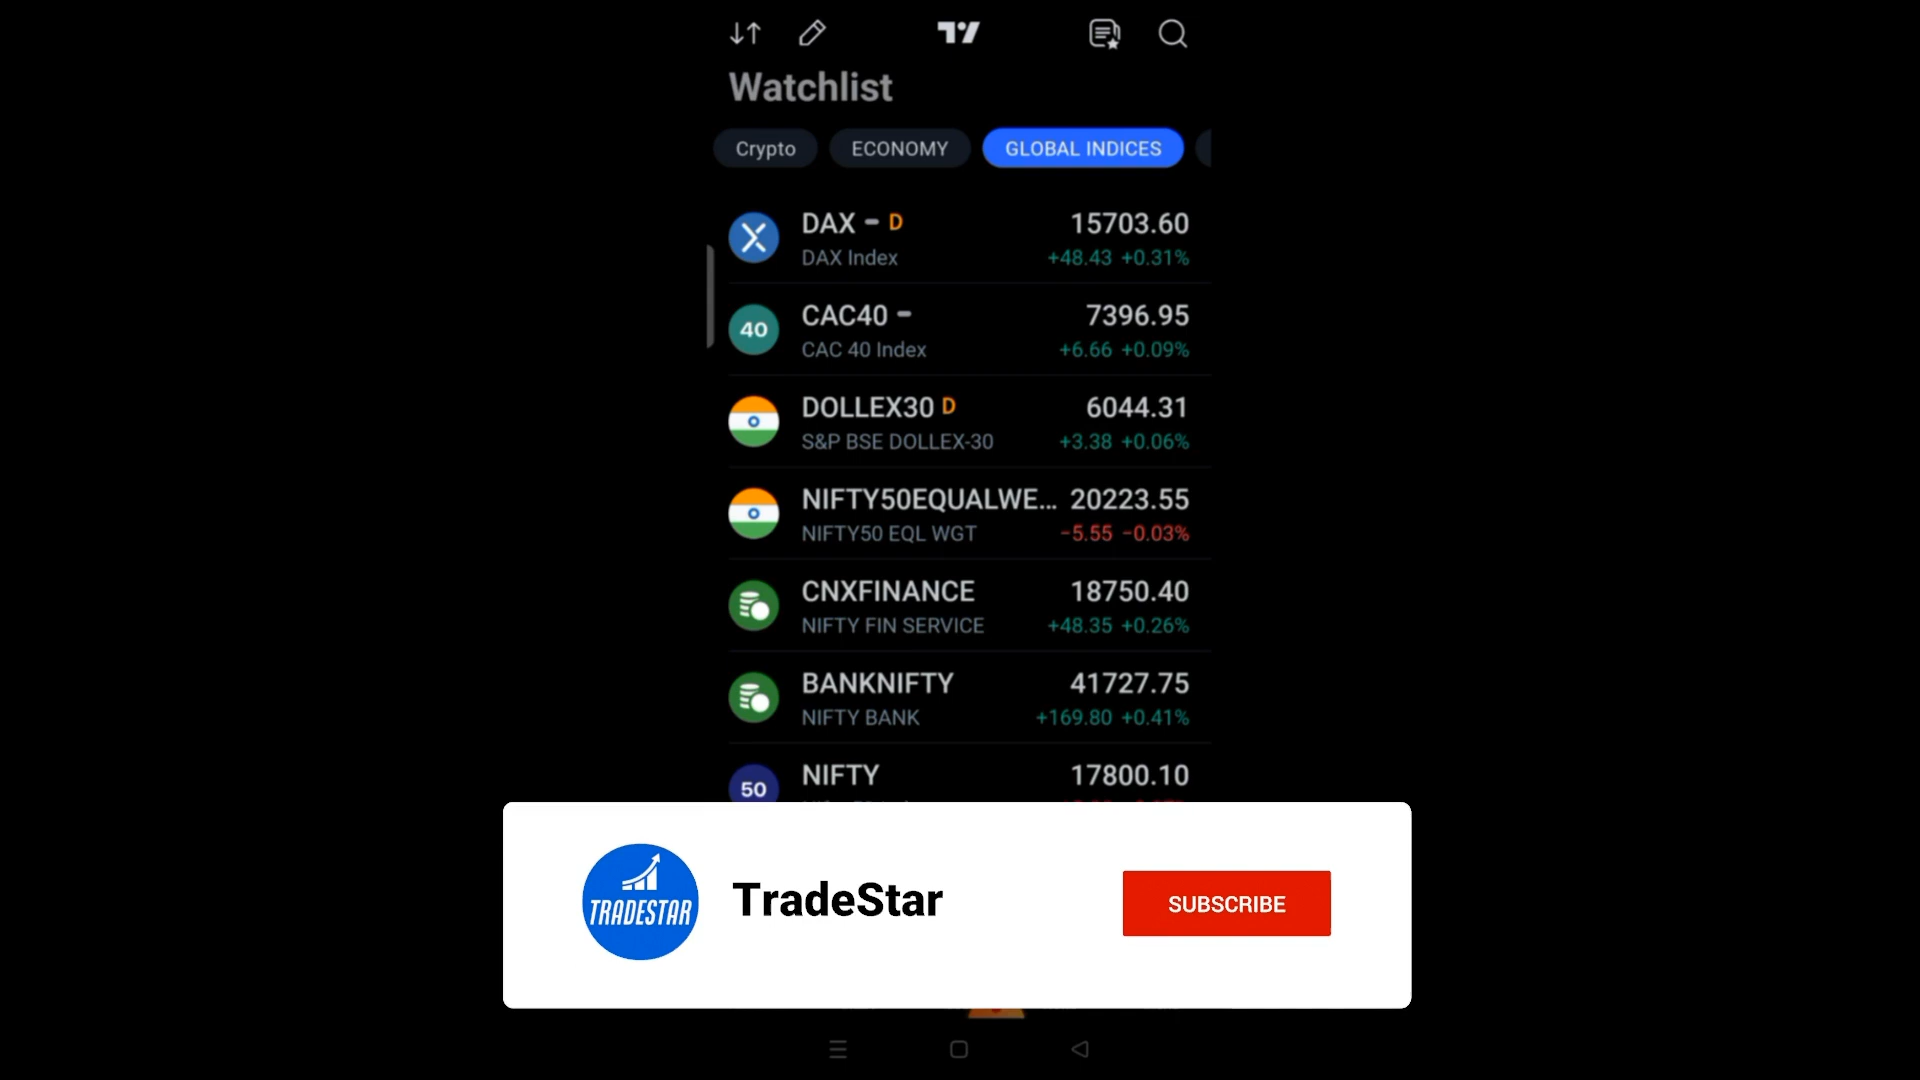 Watchlist
Crypto ECONOMY GLOBAL INDICES
DAX D 15703.60
DAX Index +48.43 +0.31%
40 CAC40 7396.95
CAC 40 Index +6.66 +0.09%
DOLLEX30 D 6044.31
S&P BSE DOLLEX-30 +3.38 +0.06%
NIFTY50EQUALWE... 20223.55
NIFTY50 EQL WGT −5.55 −0.03%
CNXFINANCE 18750.40
NIFTY FIN SERVICE +48.35 +0.26%
BANKNIFTY 41727.75
NIFTY BANK +169.80 +0.41%
50 NIFTY 17800.10
TRADESTAR
TradeStar
SUBSCRIBE